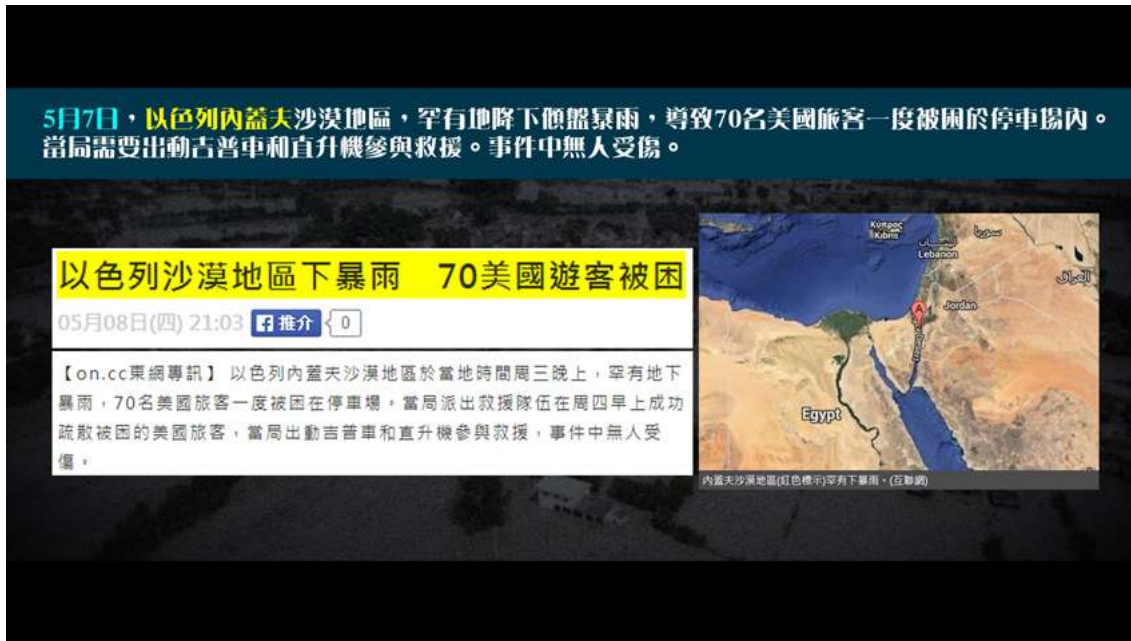 5月7日，以色列內蓋夫沙漠地區，罕有地降下傾盤暴雨，導致70名美國旅客一度被困於停車場內。
當局需要出動吉普車和直升機參與救援。事件中無人受傷。
以色列沙漠地區下暴雨　70美國遊客被困
05月08日(四) 21:03 推介 0
【on.cc東網專訊】 以色列內蓋夫沙漠地區於當地時間周三晚上，罕有地下
暴雨，70名美國旅客一度被困在停車場。當局派出救援隊伍在周四早上成功
疏散被困的美國旅客，當局出動吉普車和直升機參與救援，事件中無人受
傷。
Κύπρος
Kıbrıs
سوريا
لبنان
Lebanon
العراق
Jordan
A
Egypt
內蓋夫沙漠地區(紅色標示)罕有下暴雨。(互聯網)